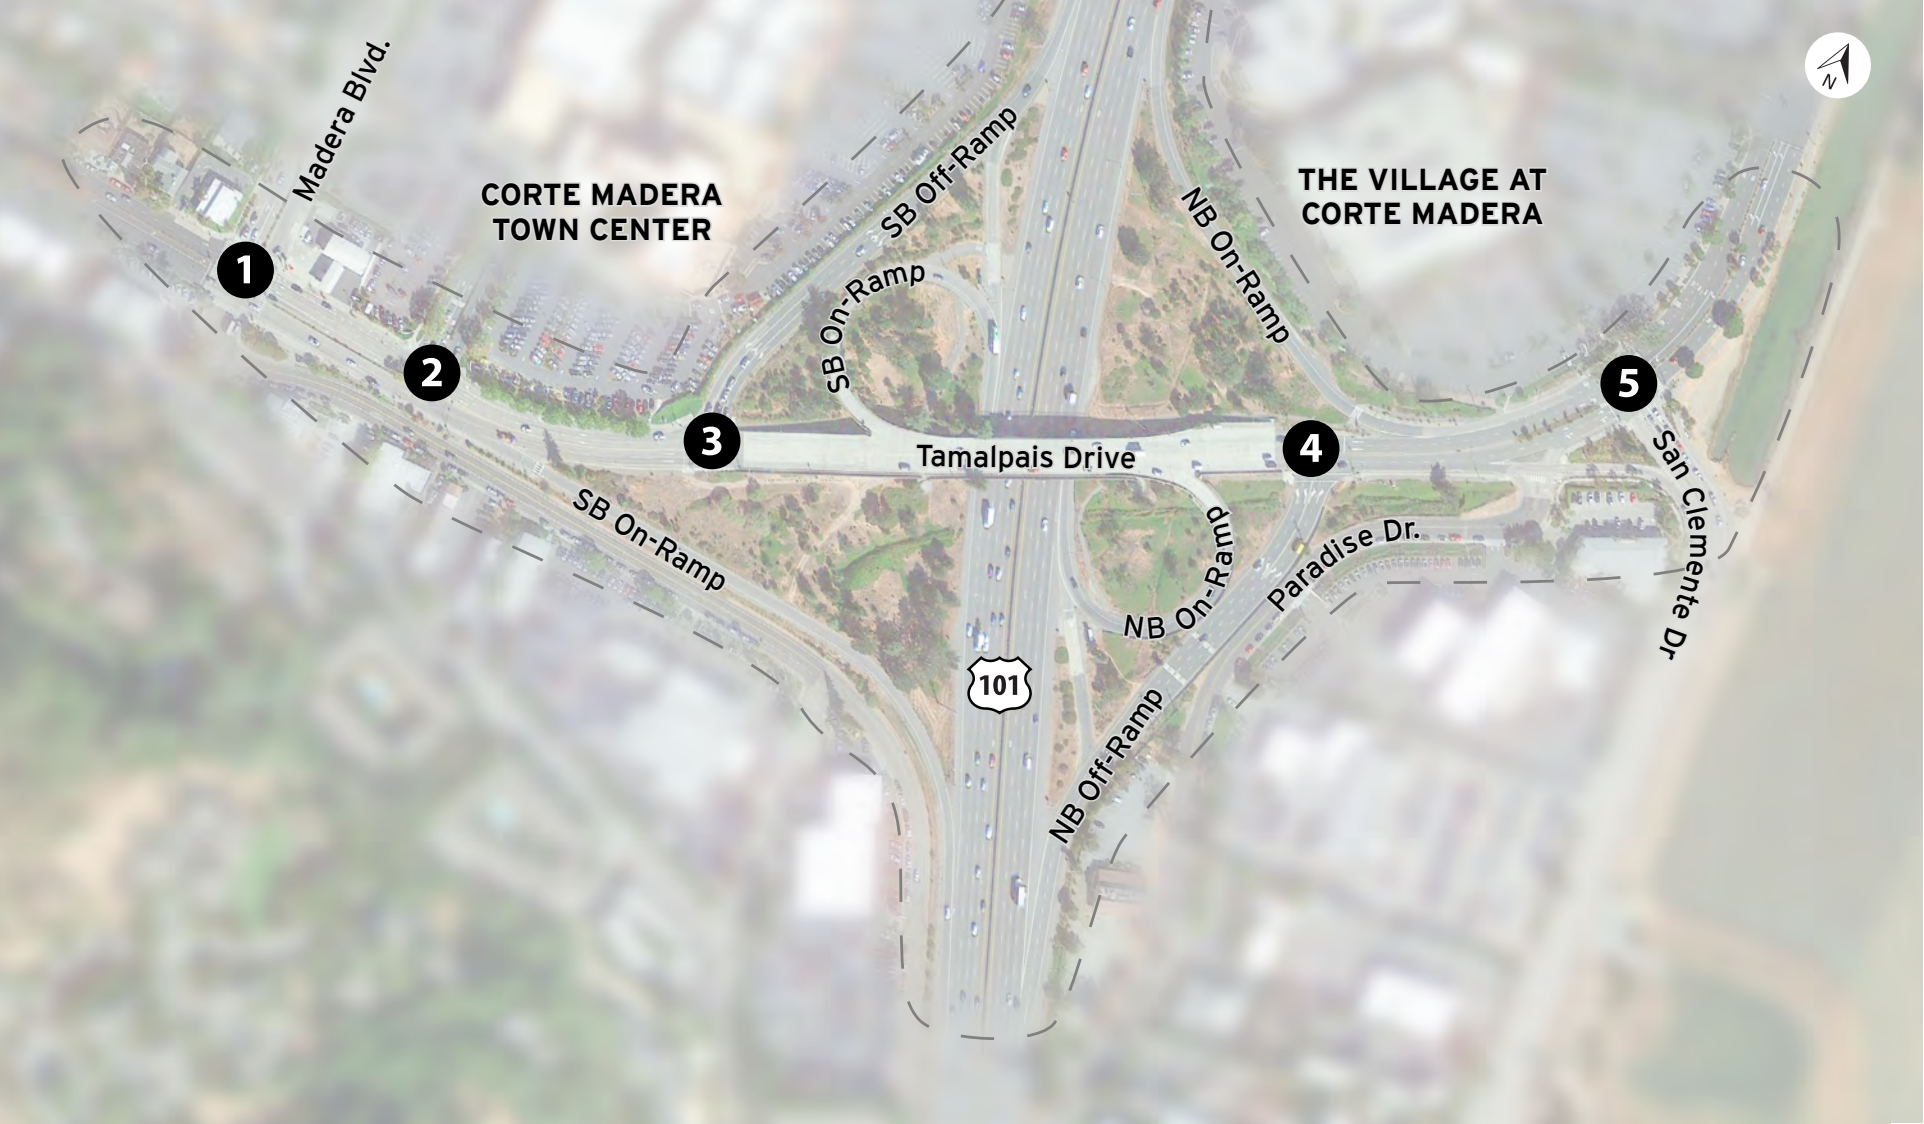 Madera Blvd.
CORTE MADERA
TOWN CENTER
SB Off-Ramp
SB On-Ramp
NB On-Ramp
THE VILLAGE AT
CORTE MADERA
N
1
2
3
4
5
Tamalpais Drive
San Clemente Dr
SB On-Ramp
NB On-Ramp
Paradise Dr.
101
NB Off-Ramp